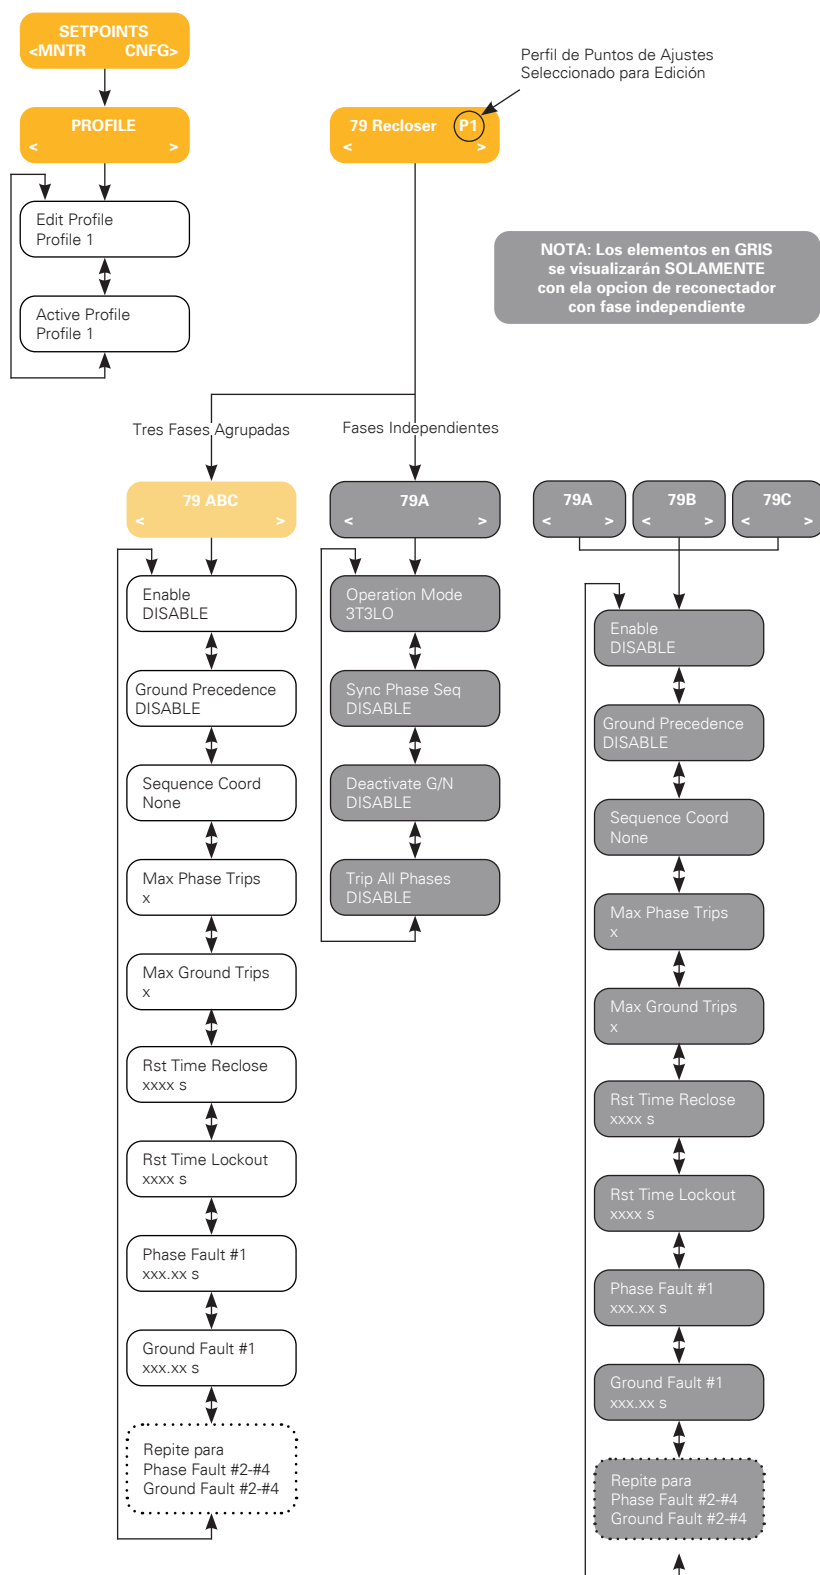 SETPOINTS
<MNTR CNFG>
PROFILE
< >
Edit Profile
Profile 1
Active Profile
Profile 1
Perfil de Puntos de Ajustes
Seleccionado para Edición
79 Recloser P1
< >
NOTA: Los elementos en GRIS
se visualizarán SOLAMENTE
con ela opcion de reconectador
con fase independiente
Tres Fases Agrupadas
Fases Independientes
79 ABC
< >
Enable
DISABLE
Ground Precedence
DISABLE
Sequence Coord
None
Max Phase Trips
x
Max Ground Trips
x
Rst Time Reclose
xxxx s
Rst Time Lockout
xxxx s
Phase Fault #1
xxx.xx s
Ground Fault #1
xxx.xx s
Repite para
Phase Fault #2-#4
Ground Fault #2-#4
79A
< >
Operation Mode
3T3LO
Sync Phase Seq
DISABLE
Deactivate G/N
DISABLE
Trip All Phases
DISABLE
79A
< >
79B
< >
79C
< >
Enable
DISABLE
Ground Precedence
DISABLE
Sequence Coord
None
Max Phase Trips
x
Max Ground Trips
x
Rst Time Reclose
xxxx s
Rst Time Lockout
xxxx s
Phase Fault #1
xxx.xx s
Ground Fault #1
xxx.xx s
Repite para
Phase Fault #2-#4
Ground Fault #2-#4